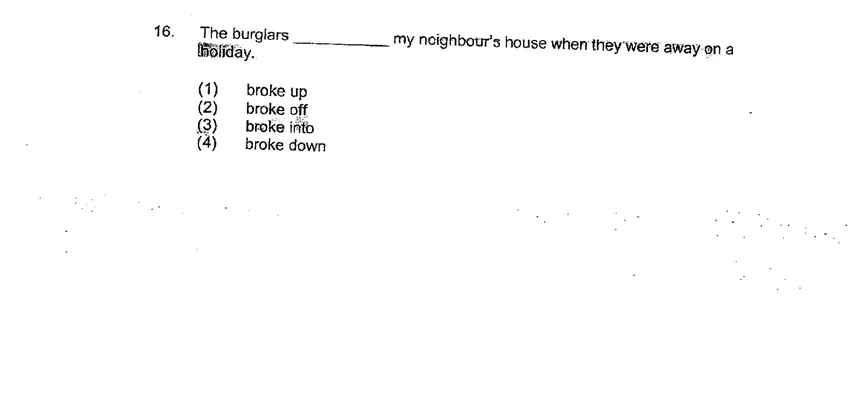 16. The burglars __________ my neighbour's house when they were away on a
holiday.
(1) broke up
(2) broke off
(3) broke into
(4) broke down